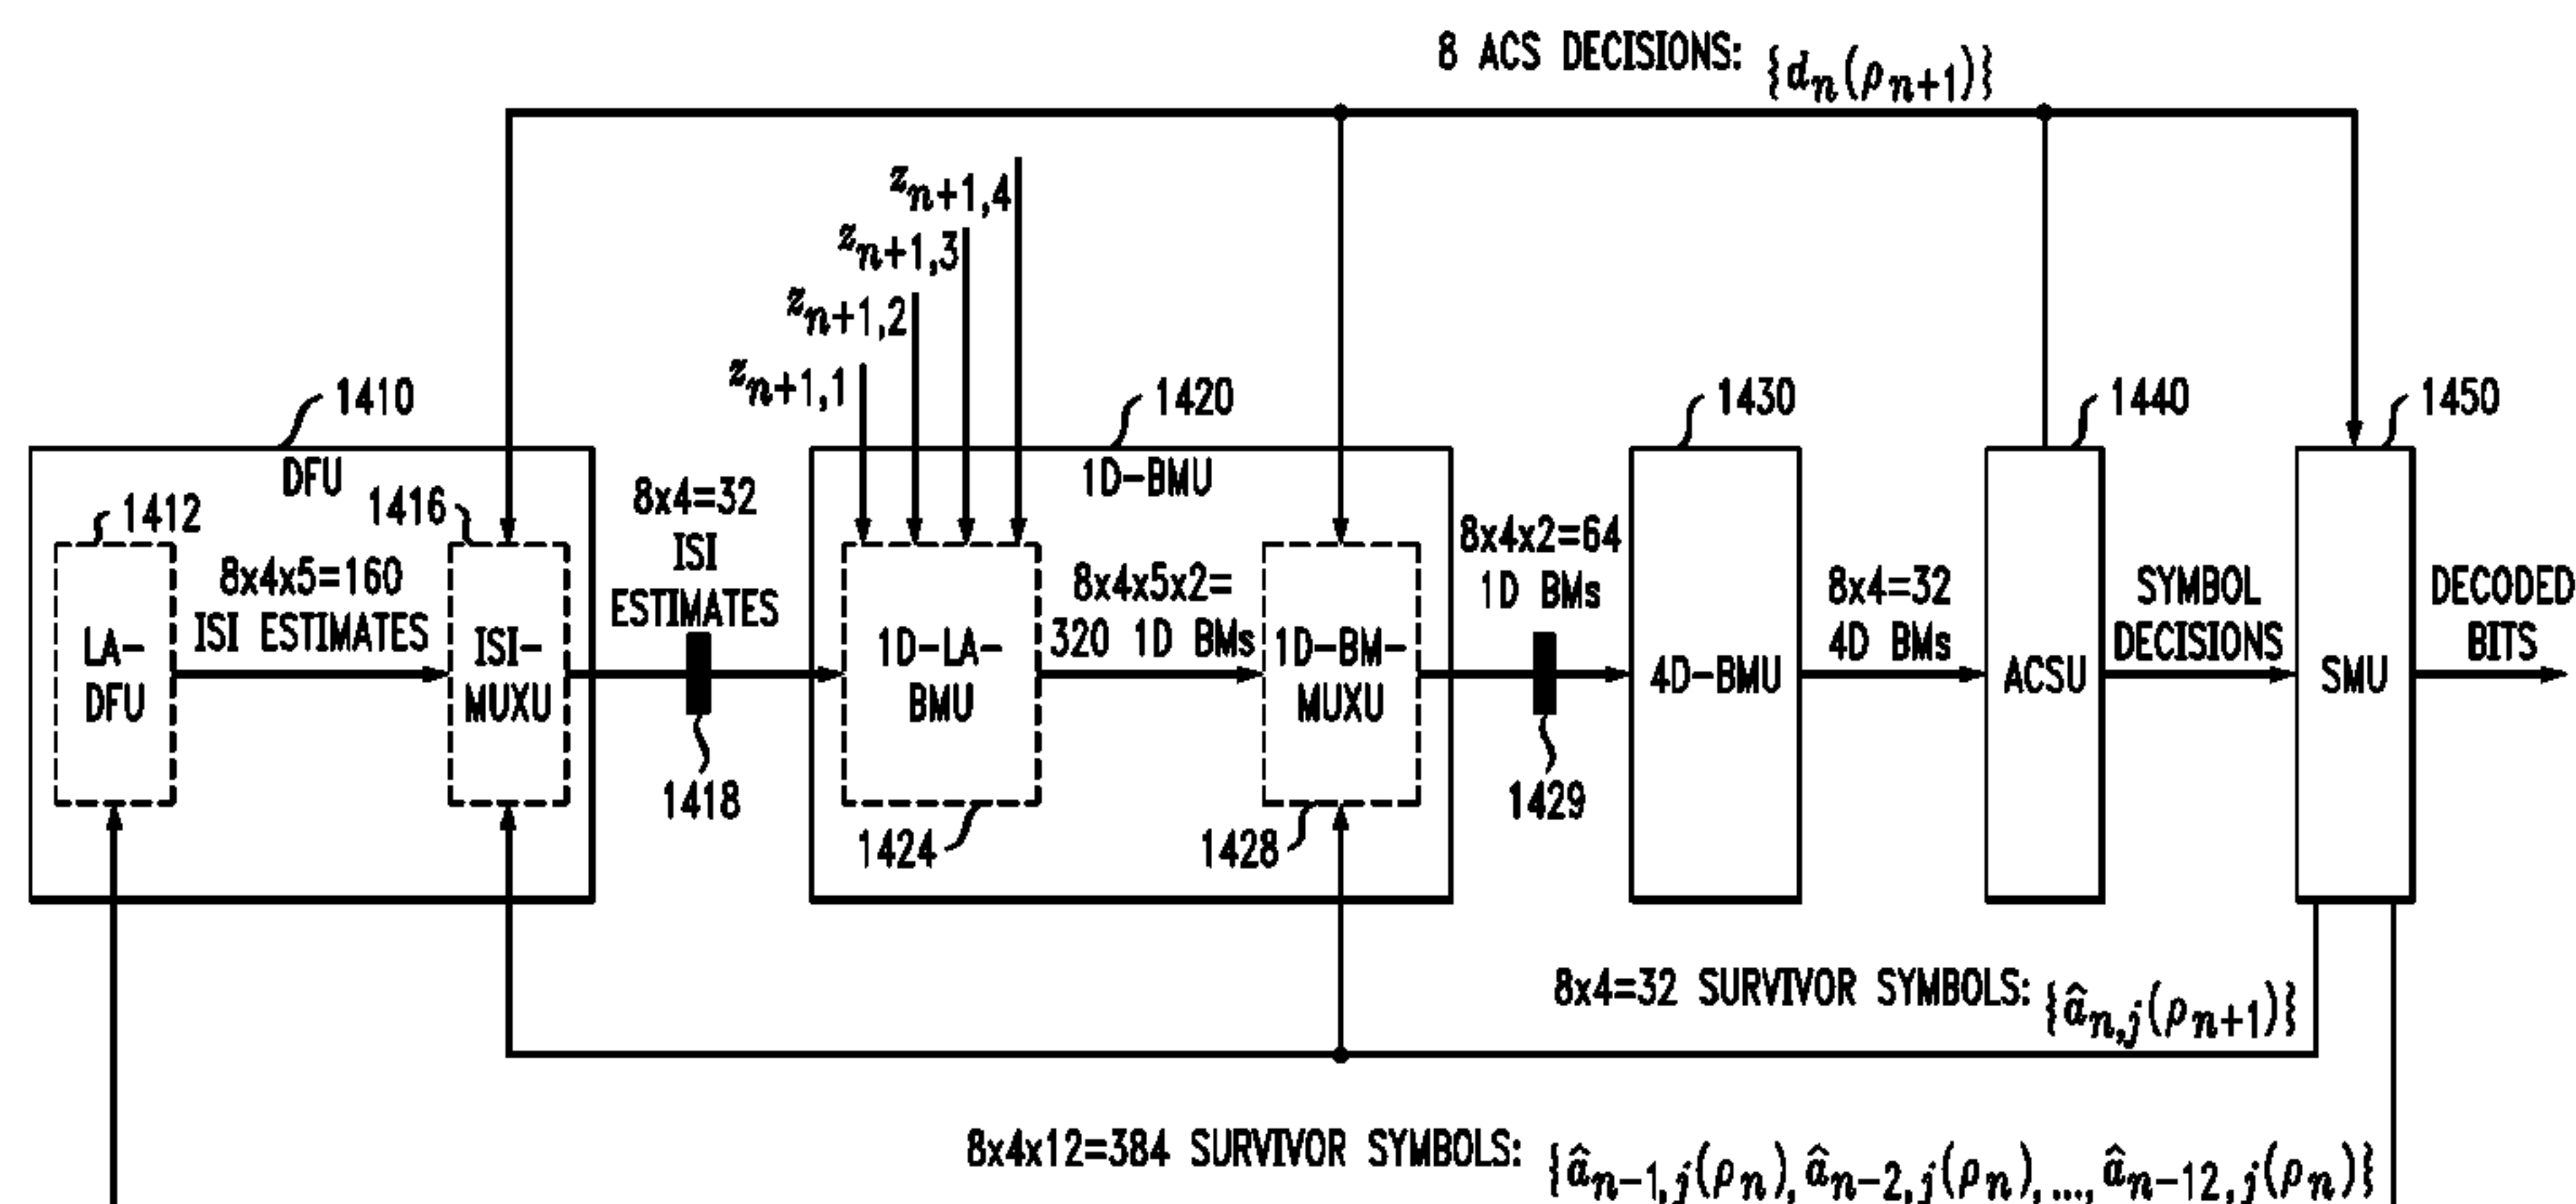 8 ACS DECISIONS: {d_n(ρ_{n+1})}
z_{n+1,4}
z_{n+1,3}
z_{n+1,2}
z_{n+1,1}
1410
1420
1430
1440
1450
DFU
1D-BMU
1412
1416
8x4=32
ISI
ESTIMATES
8x4x5=160
ISI ESTIMATES
8x4x5x2=
320 1D BMs
8x4x2=64
1D BMs
8x4=32
4D BMs
SYMBOL
DECISIONS
DECODED
BITS
LA-
DFU
ISI-
MUXU
1D-LA-
BMU
1D-BM-
MUXU
4D-BMU
ACSU
SMU
1418
1424
1428
1429
8x4=32 SURVIVOR SYMBOLS: {â_{n,j}(ρ_{n+1})}
8x4x12=384 SURVIVOR SYMBOLS: {â_{n-1,j}(ρ_n), â_{n-2,j}(ρ_n), ..., â_{n-12,j}(ρ_n)}